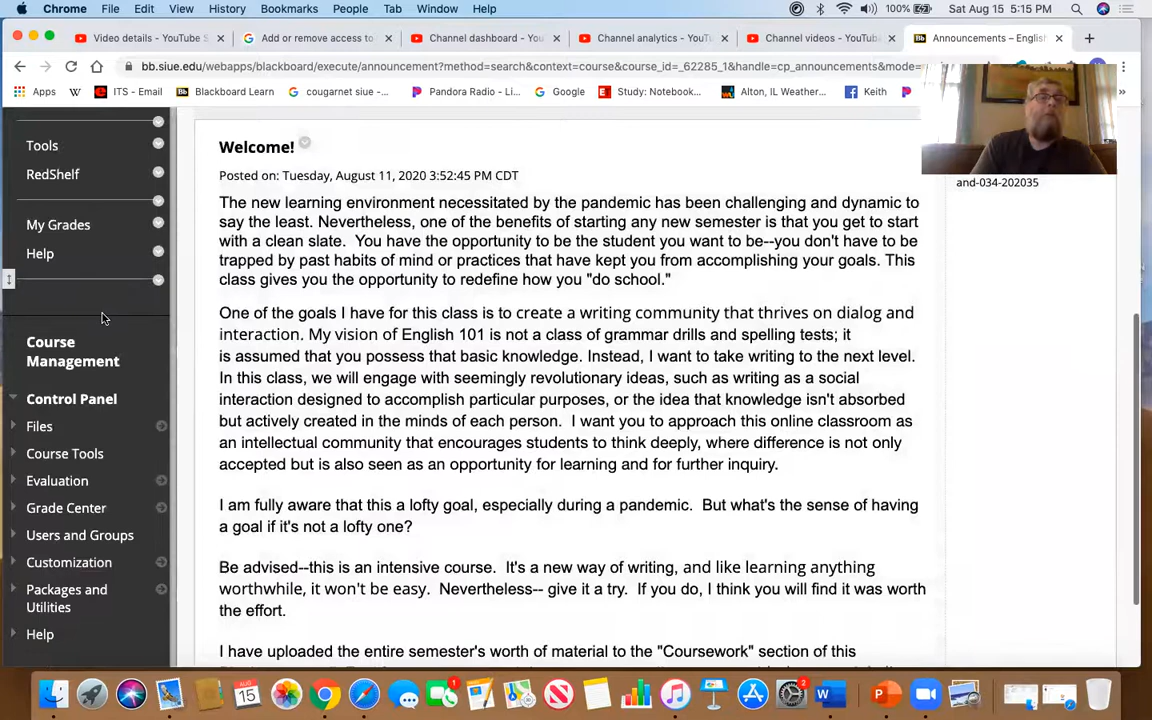 Chrome File Edit View History Bookmarks People Tab Window Help 100% Sat Aug 15 5:15 PM
Video details - YouTube S Add or remove access to Channel dashboard - You Channel analytics - YouTu Channel videos - YouTube Announcements – English
bb.siue.edu/webapps/blackboard/execute/announcement?method=search&context=course&course_id=_62285_1&handle=cp_announcements&mode=
Apps ITS - Email Blackboard Learn cougarnet siue -... Pandora Radio - Li... Google Study: Notebook... Alton, IL Weather... Keith »
Tools
RedShelf
My Grades
Help
Course
Management
Control Panel
Files
Course Tools
Evaluation
Grade Center
Users and Groups
Customization
Packages and
Utilities
Help
Welcome!
Posted on: Tuesday, August 11, 2020 3:52:45 PM CDT
The new learning environment necessitated by the pandemic has been challenging and dynamic to
say the least. Nevertheless, one of the benefits of starting any new semester is that you get to start
with a clean slate. You have the opportunity to be the student you want to be--you don't have to be
trapped by past habits of mind or practices that have kept you from accomplishing your goals. This
class gives you the opportunity to redefine how you "do school."
One of the goals I have for this class is to create a writing community that thrives on dialog and
interaction. My vision of English 101 is not a class of grammar drills and spelling tests; it
is assumed that you possess that basic knowledge. Instead, I want to take writing to the next level.
In this class, we will engage with seemingly revolutionary ideas, such as writing as a social
interaction designed to accomplish particular purposes, or the idea that knowledge isn't absorbed
but actively created in the minds of each person. I want you to approach this online classroom as
an intellectual community that encourages students to think deeply, where difference is not only
accepted but is also seen as an opportunity for learning and for further inquiry.
I am fully aware that this a lofty goal, especially during a pandemic. But what's the sense of having
a goal if it's not a lofty one?
Be advised--this is an intensive course. It's a new way of writing, and like learning anything
worthwhile, it won't be easy. Nevertheless-- give it a try. If you do, I think you will find it was worth
the effort.
I have uploaded the entire semester's worth of material to the "Coursework" section of this
and-034-202035